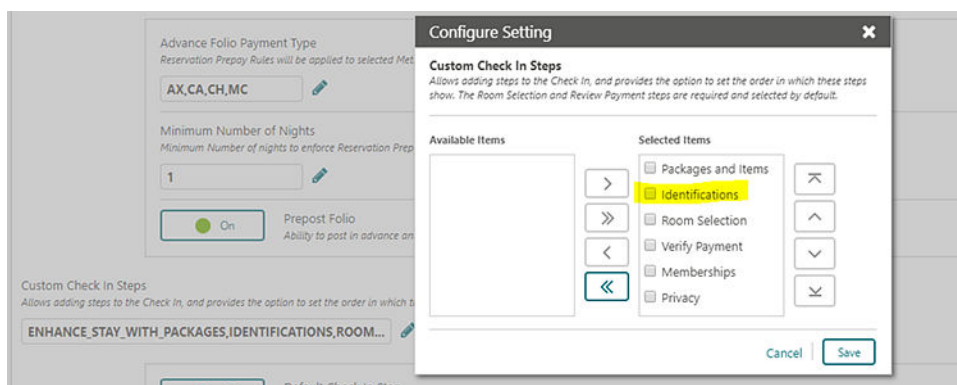 Advance Folio Payment Type
Reservation Prepay Rules will be applied to selected Met
AX,CA,CH,MC
Minimum Number of Nights
Minimum Number of nights to enforce Reservation Prep
1
On
Prepost Folio
Ability to post in advance an
Custom Check In Steps
Allows adding steps to the Check In, and provides the option to set the order in which t
ENHANCE_STAY_WITH_PACKAGES,IDENTIFICATIONS,ROOM...
Configure Setting
Custom Check In Steps
Allows adding steps to the Check In, and provides the option to set the order in which these steps
show. The Room Selection and Review Payment steps are required and selected by default.
Available Items
Selected Items
Packages and Items
Identifications
Room Selection
Verify Payment
Memberships
Privacy
Cancel
Save